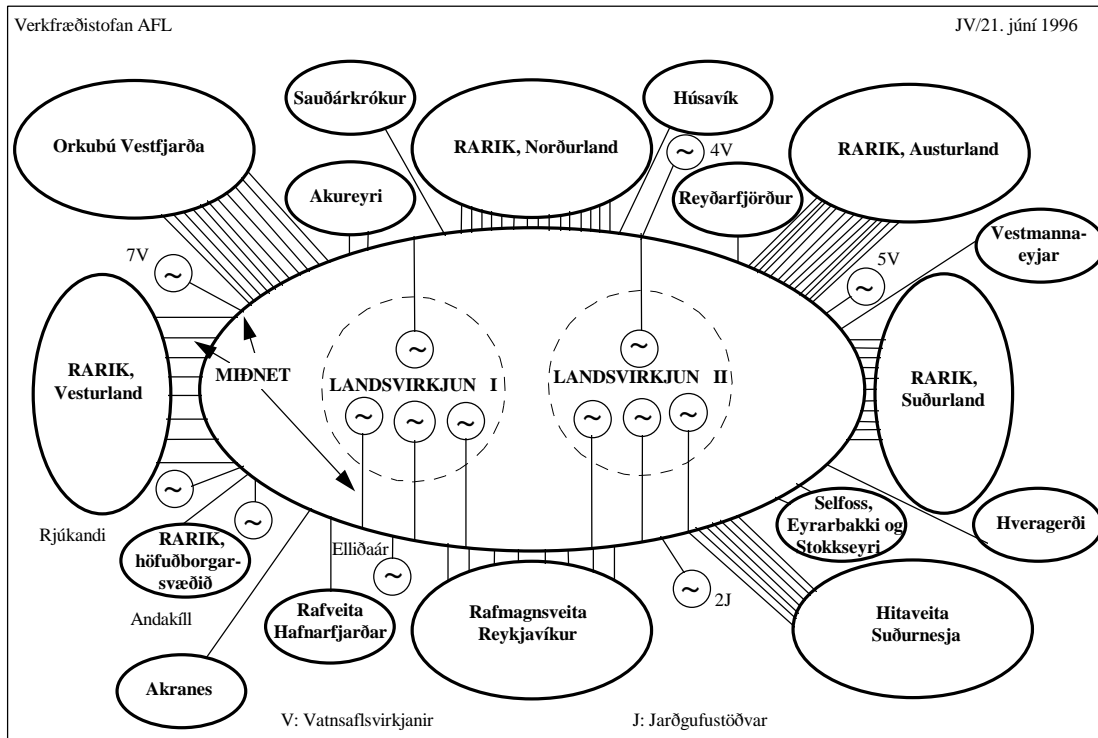 Verkfræðistofan AFL
JV/21. júní 1996
Sauðárkrókur
Húsavík
Orkubú Vestfjarða
RARIK, Norðurland
~ 4V
RARIK, Austurland
Akureyri
Reyðarfjörður
Vestmanna-
eyjar
7V
~
5V
~
~
~
RARIK,
Vesturland
MIÐNET
LANDSVIRKJUN I
LANDSVIRKJUN II
RARIK,
Suðurland
~ ~ ~
~ ~ ~
~
~
Rjúkandi
RARIK,
höfuðborgar-
svæðið
Elliðaár
~
Selfoss,
Eyrarbakki og
Stokkseyri
Hveragerði
Andakíll
Rafveita
Hafnarfjarðar
Rafmagnsveita
Reykjavíkur
~ 2J
Hitaveita
Suðurnesja
Akranes
V: Vatnsaflsvirkjanir
J: Jarðgufustöðvar